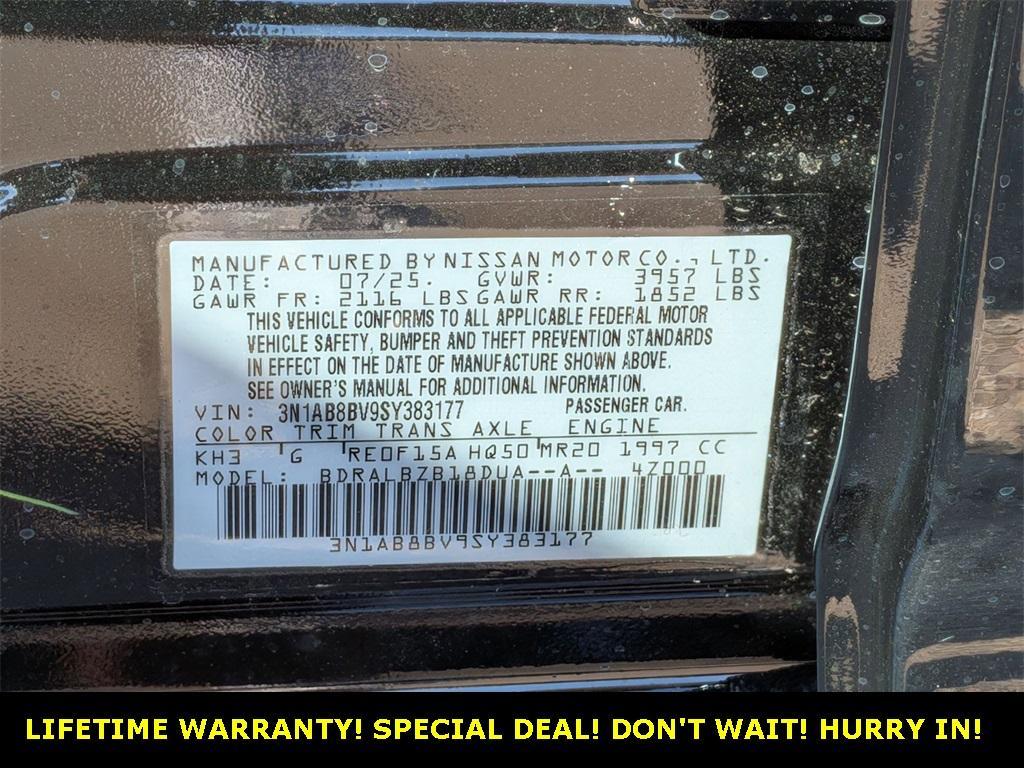 MANUFACTURED BY NISSAN MOTOR CO., LTD.
DATE: 07/25. GVWR: 3957 LBS
GAWR FR: 2116 LBS GAWR RR: 1852 LBS
THIS VEHICLE CONFORMS TO ALL APPLICABLE FEDERAL MOTOR
VEHICLE SAFETY, BUMPER AND THEFT PREVENTION STANDARDS
IN EFFECT ON THE DATE OF MANUFACTURE SHOWN ABOVE.
SEE OWNER'S MANUAL FOR ADDITIONAL INFORMATION.
VIN: 3N1AB8BV9SY383177 PASSENGER CAR.
COLOR TRIM TRANS AXLE ENGINE
KH3 G RE0F15A HQ50 MR20 1997 CC
MODEL: BDRALBZB18DUA--A-- 4Z000
3N1AB8BV9SY383177
LIFETIME WARRANTY! SPECIAL DEAL! DON'T WAIT! HURRY IN!